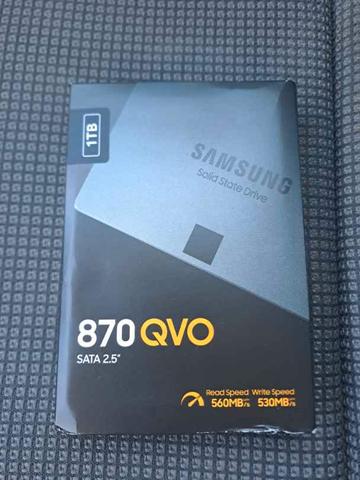 1TB
SAMSUNG
Solid State Drive
870 QVO
SATA 2.5"
Read Speed Write Speed
560MB/s 530MB/s